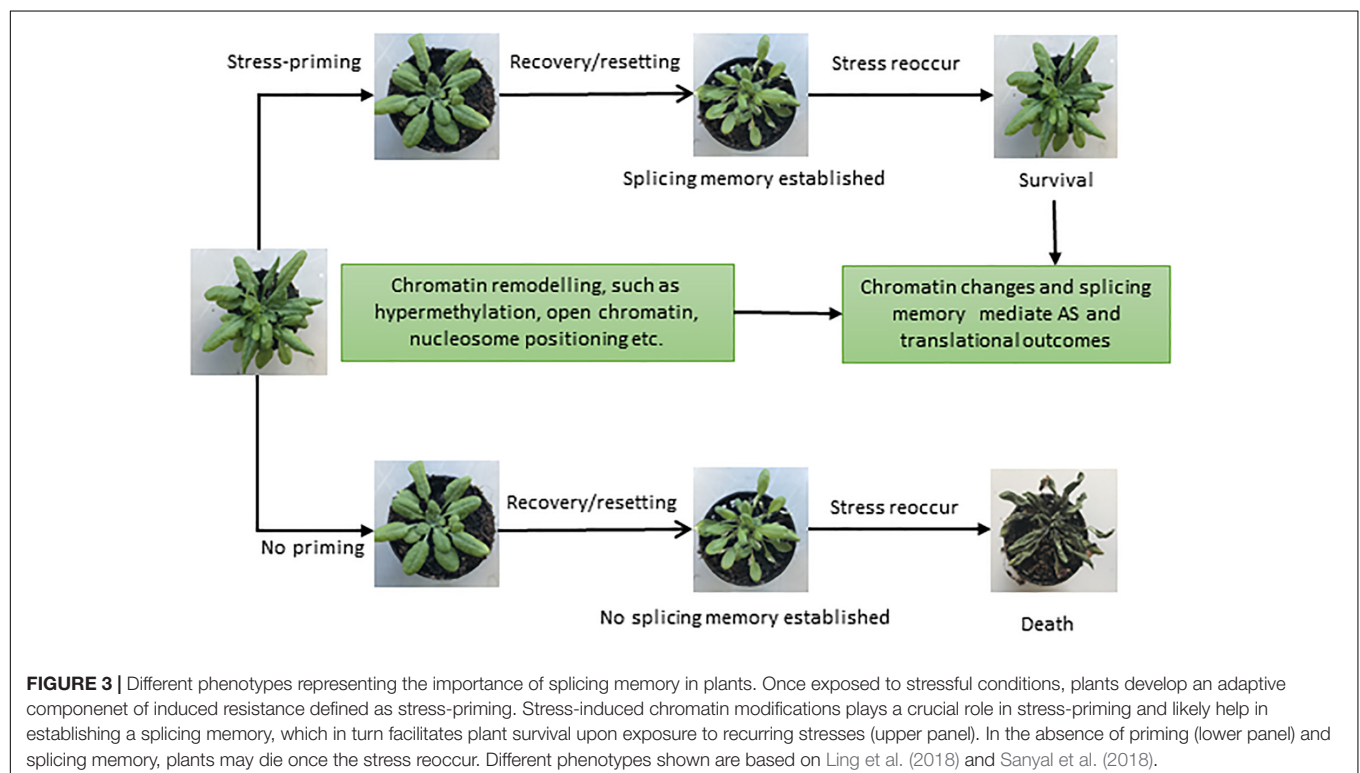 Stress-priming
Recovery/resetting
Stress reoccur
Splicing memory established
Survival
Chromatin remodelling, such as
hypermethylation, open chromatin,
nucleosome positioning etc.
Chromatin changes and splicing
memory mediate AS and
translational outcomes
No priming
Recovery/resetting
Stress reoccur
No splicing memory established
Death
FIGURE 3 | Different phenotypes representing the importance of splicing memory in plants. Once exposed to stressful conditions, plants develop an adaptive
componenet of induced resistance defined as stress-priming. Stress-induced chromatin modifications plays a crucial role in stress-priming and likely help in
establishing a splicing memory, which in turn facilitates plant survival upon exposure to recurring stresses (upper panel). In the absence of priming (lower panel) and
splicing memory, plants may die once the stress reoccur. Different phenotypes shown are based on Ling et al. (2018) and Sanyal et al. (2018).